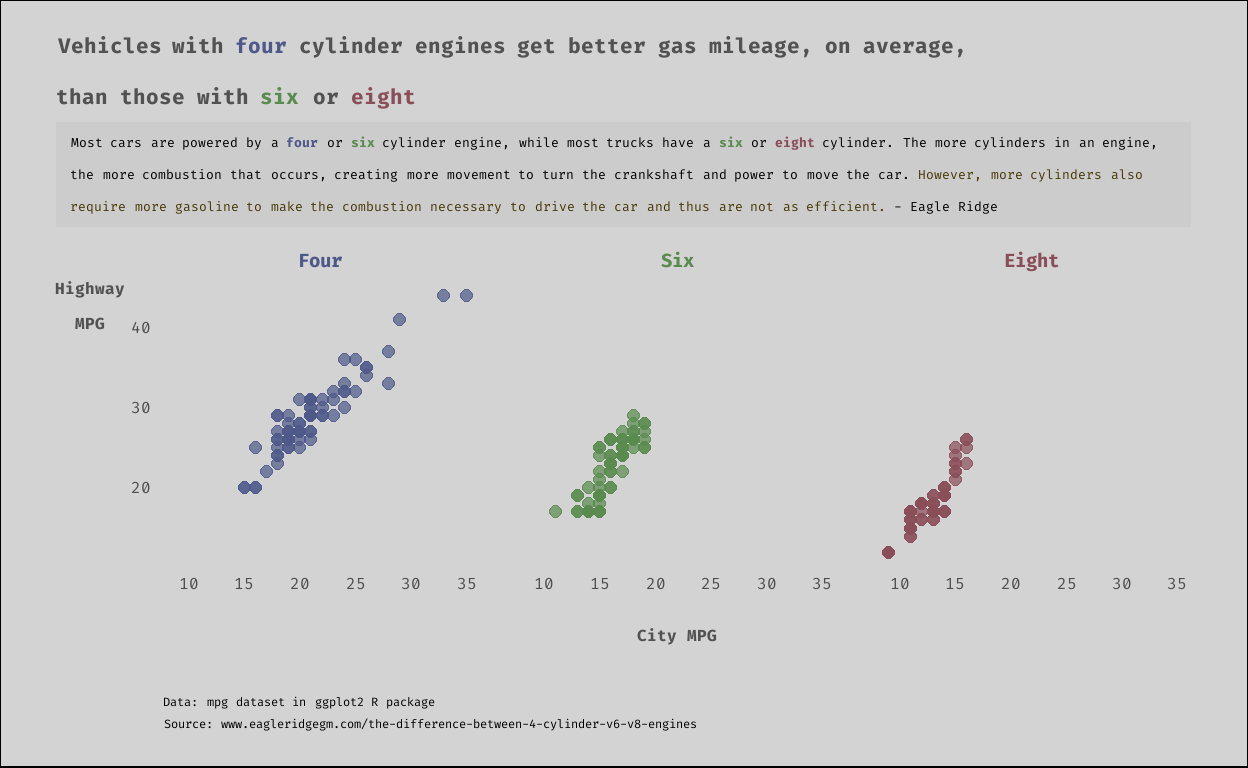 Vehicles with four cylinder engines get better gas mileage, on average,
than those with six or eight
Most cars are powered by a four or six cylinder engine, while most trucks have a six or eight cylinder. The more cylinders in an engine,
the more combustion that occurs, creating more movement to turn the crankshaft and power to move the car. However, more cylinders also
require more gasoline to make the combustion necessary to drive the car and thus are not as efficient. - Eagle Ridge
Four Six Eight
Highway
MPG
40
30
20
10 15 20 25 30 35 10 15 20 25 30 35 10 15 20 25 30 35
City MPG
Data: mpg dataset in ggplot2 R package
Source: www.eagleridgegm.com/the-difference-between-4-cylinder-v6-v8-engines